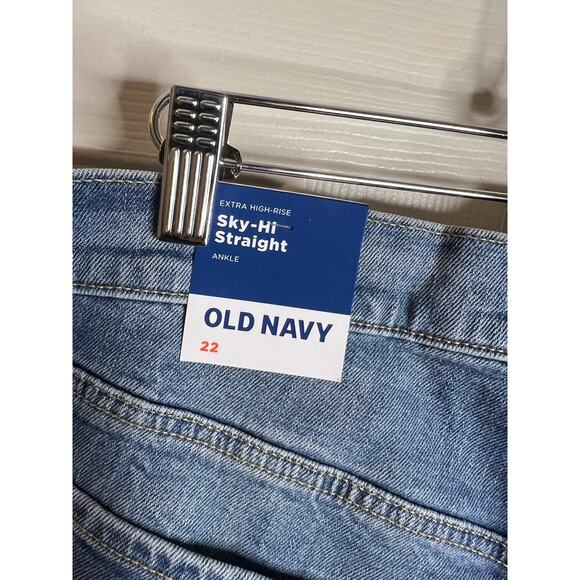 EXTRA HIGH-RISE
Sky-Hi
Straight
ANKLE
OLD NAVY
22